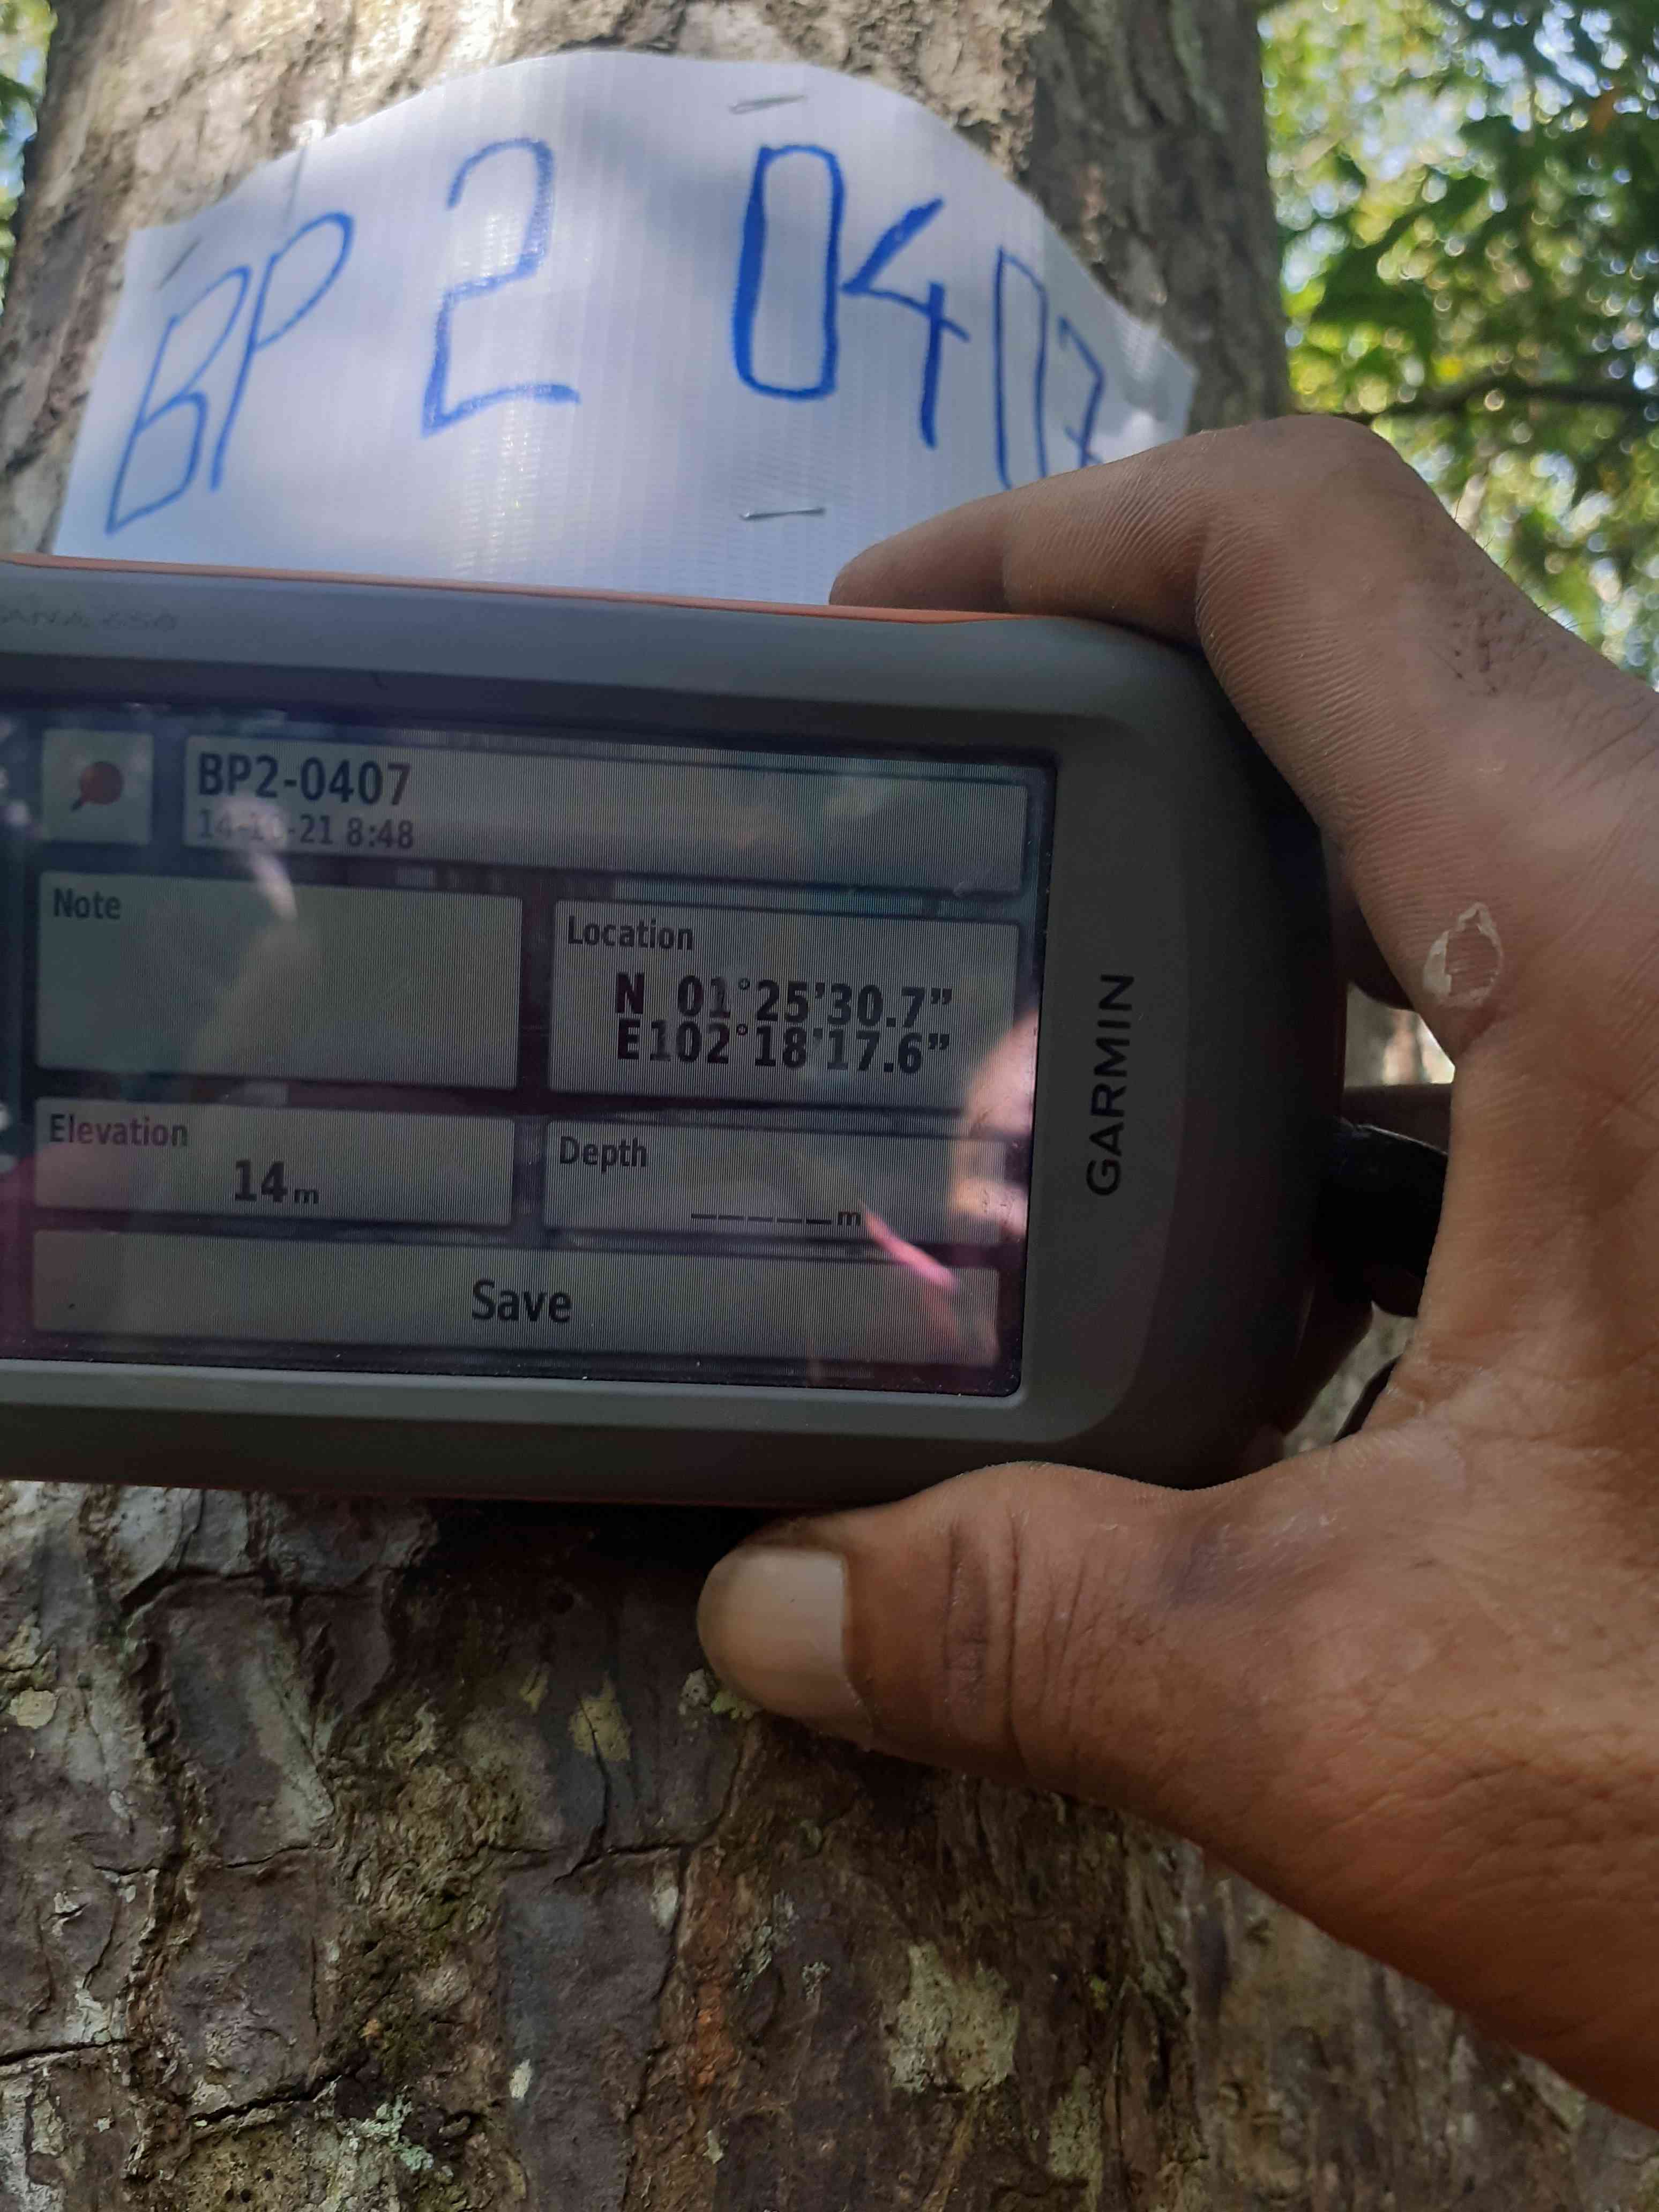 BP 2 0407
BP2-0407
14-10-21 8:48
Note
Location
N 01°25'30.7"
E102°18'17.6"
Elevation
14m
Depth
_____m
Save
GARMIN